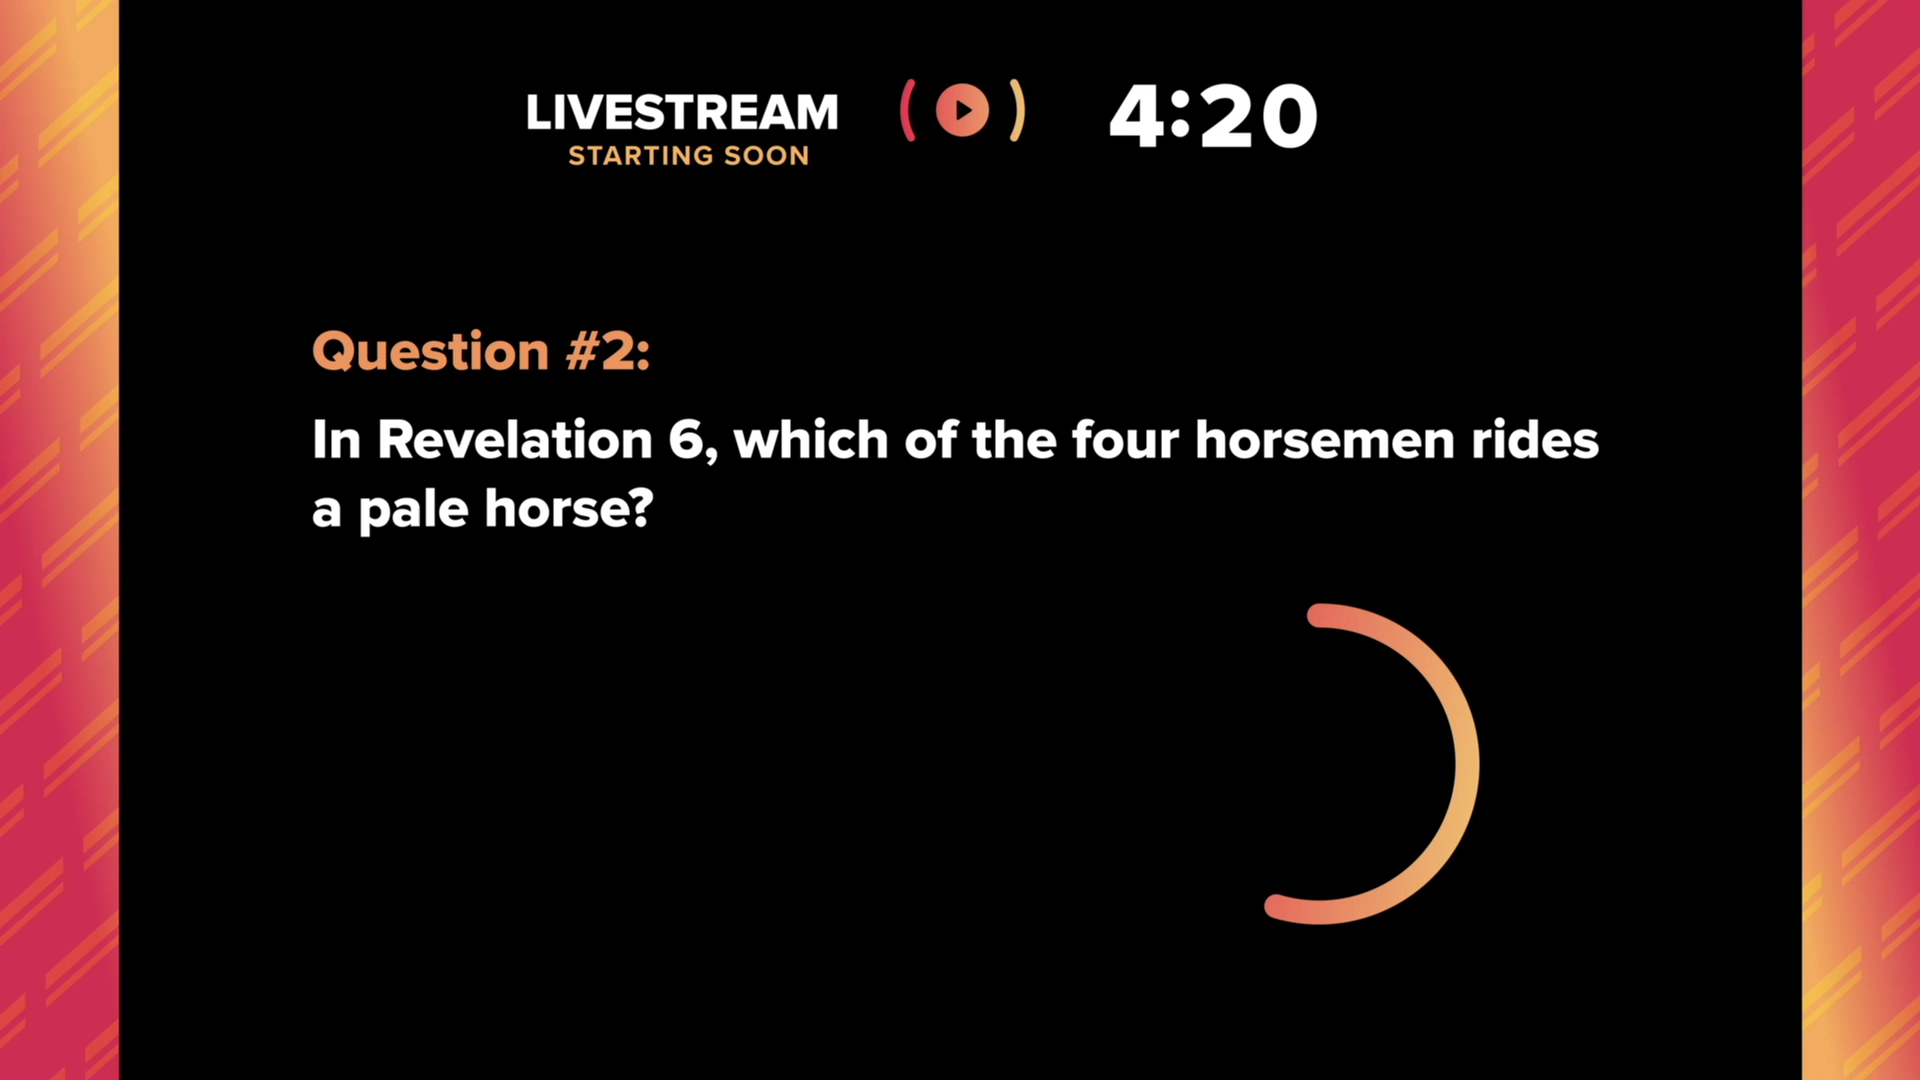 LIVESTREAM
STARTING SOON
4:20
Question #2:
In Revelation 6, which of the four horsemen rides
a pale horse?